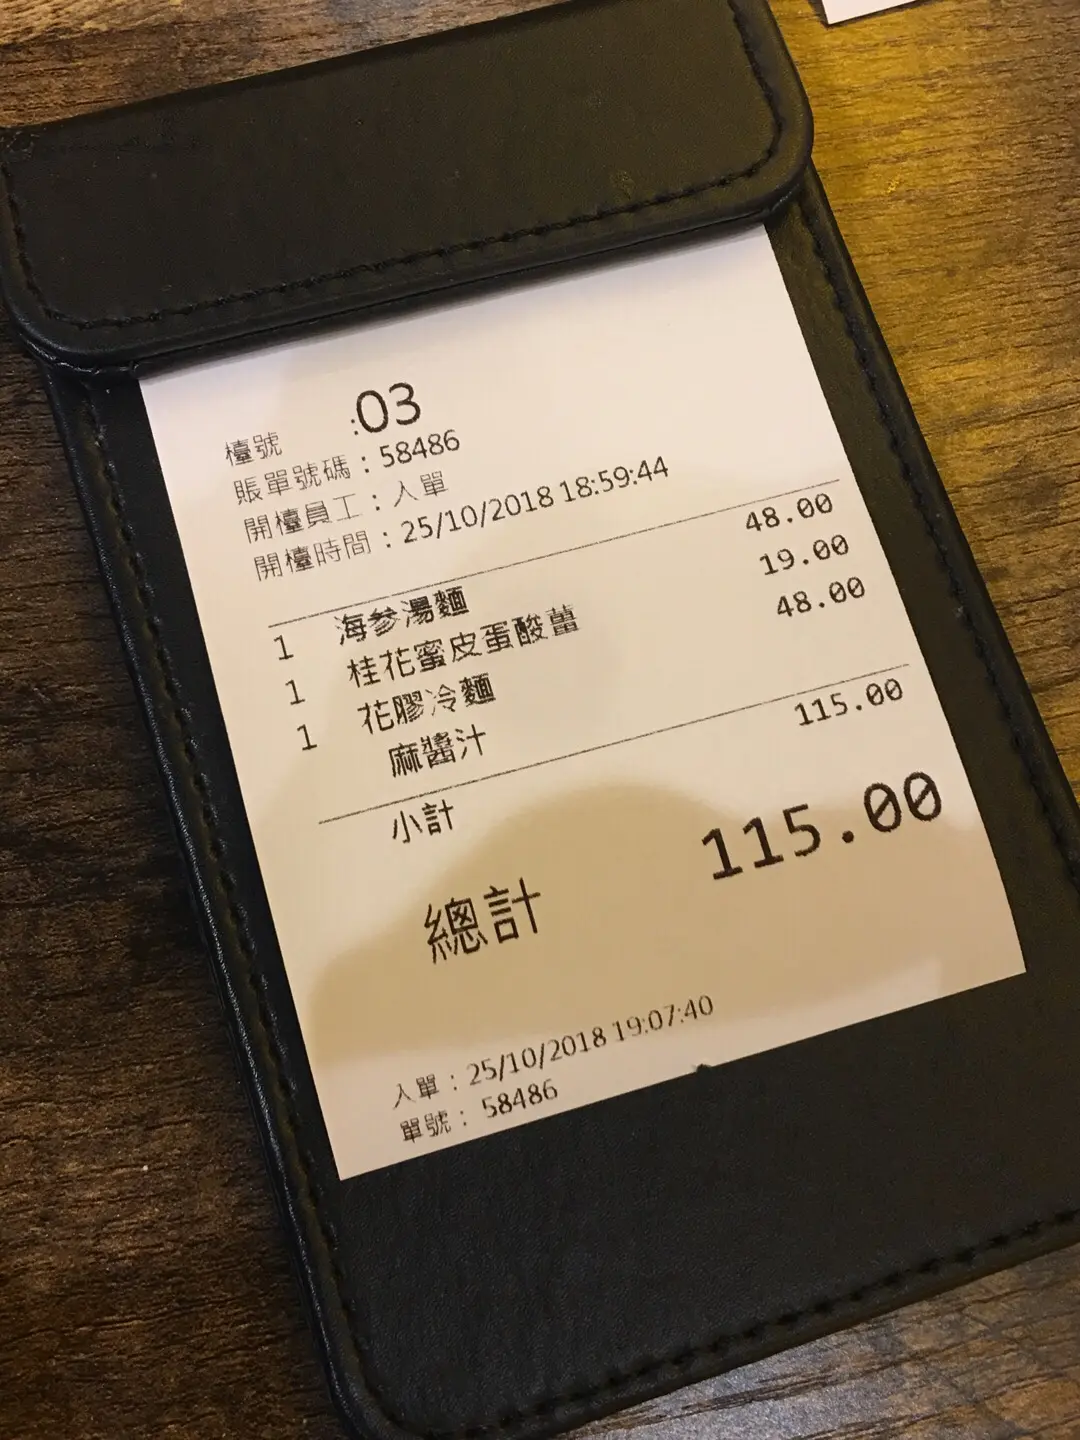 檯號 :03
賬單號碼：58486
開檯員工：入單
開檯時間：25/10/2018 18:59:44
1 海参湯麵 48.00
1 桂花蜜皮蛋酸薑 19.00
1 花膠冷麵 48.00
麻醬汁
小計 115.00
總計 115.00
入單：25/10/2018 19:07:40
單號：58486